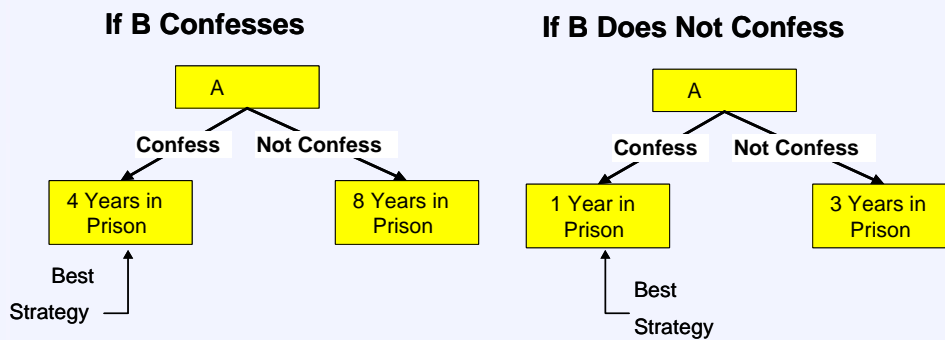 If B Confesses
A
Confess
Not Confess
4 Years in
Prison
8 Years in
Prison
Best
Strategy
If B Does Not Confess
A
Confess
Not Confess
1 Year in
Prison
3 Years in
Prison
Best
Strategy